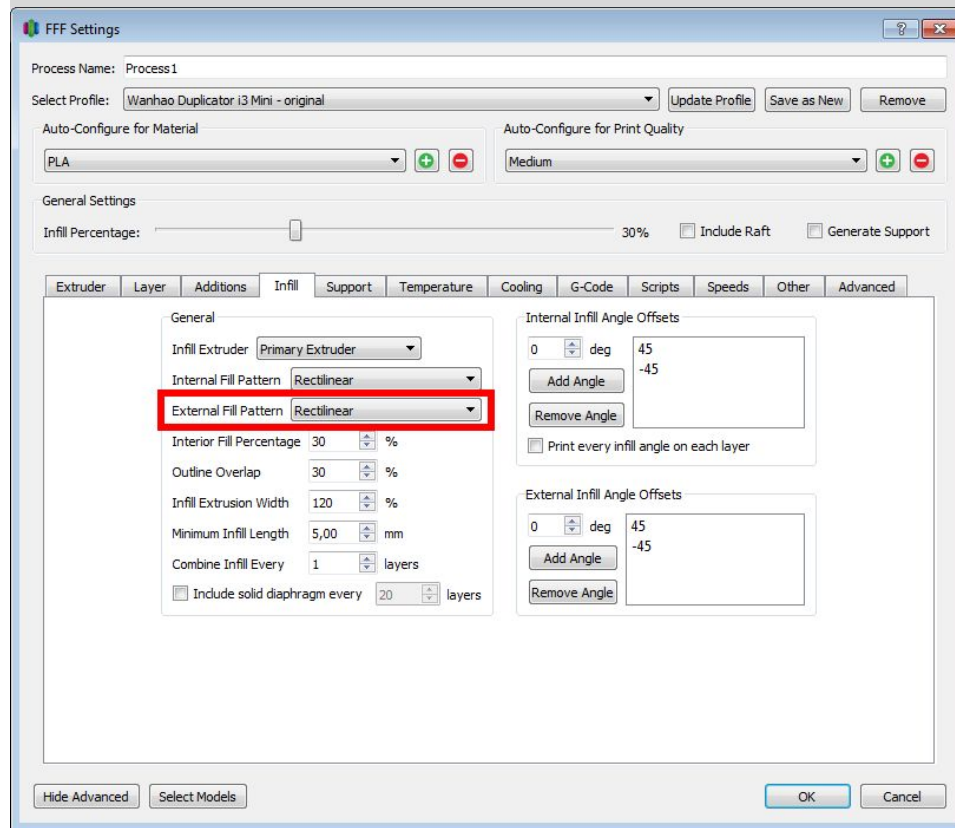 FFF Settings
Process Name: Process1
Select Profile: Wanhao Duplicator i3 Mini - original Update Profile Save as New Remove
Auto-Configure for Material Auto-Configure for Print Quality
PLA Medium
General Settings
Infill Percentage: 30% Include Raft Generate Support
Extruder Layer Additions Infill Support Temperature Cooling G-Code Scripts Speeds Other Advanced
General
Infill Extruder Primary Extruder
Internal Fill Pattern Rectilinear
External Fill Pattern Rectilinear
Interior Fill Percentage 30 %
Outline Overlap 30 %
Infill Extrusion Width 120 %
Minimum Infill Length 5,00 mm
Combine Infill Every 1 layers
Include solid diaphragm every 20 layers
Internal Infill Angle Offsets
0 deg 45
-45
Add Angle
Remove Angle
Print every infill angle on each layer
External Infill Angle Offsets
0 deg 45
-45
Add Angle
Remove Angle
Hide Advanced Select Models OK Cancel